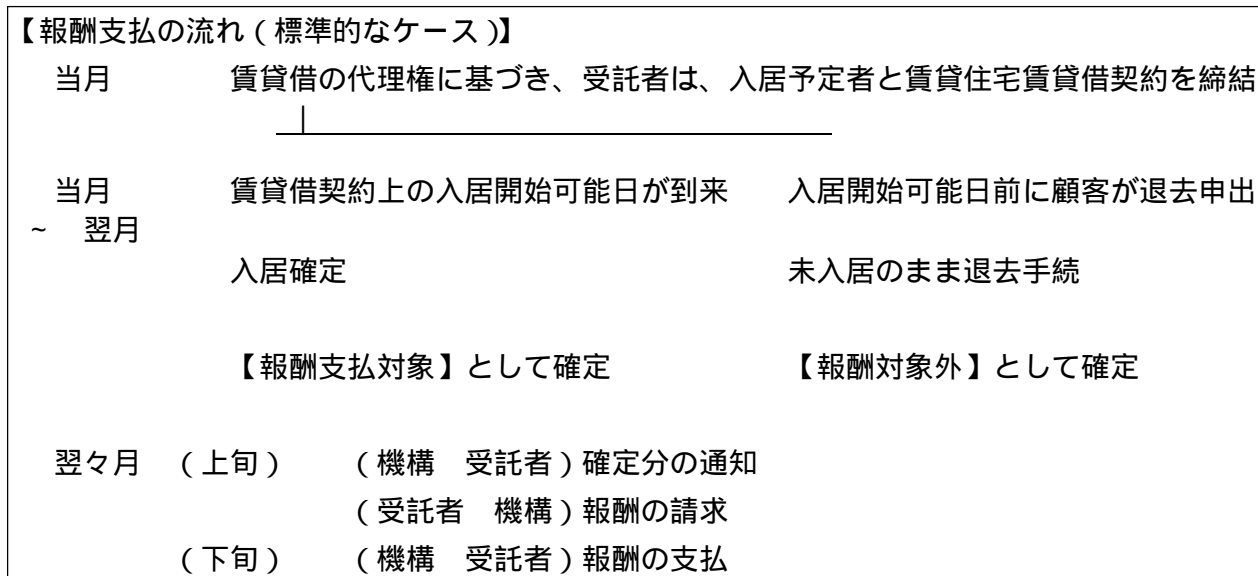 【報酬支払の流れ(標準的なケース)】
当月 賃貸借の代理権に基づき、受託者は、入居予定者と賃貸住宅賃貸借契約を締結
当月 賃貸借契約上の入居開始可能日が到来 入居開始可能日前に顧客が退去申出
~ 翌月
入居確定 未入居のまま退去手続
【報酬支払対象】として確定 【報酬対象外】として確定
翌々月 (上旬) (機構 受託者)確定分の通知
(受託者 機構)報酬の請求
(下旬) (機構 受託者)報酬の支払